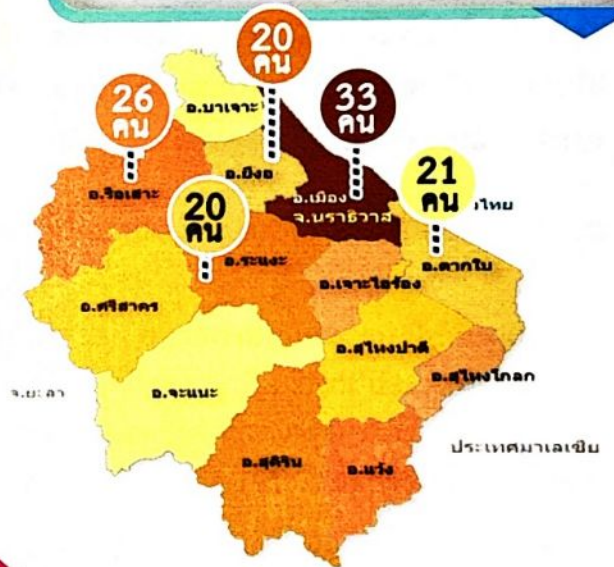 20
คน
26
คน
33
คน
อ.บาเจาะ
อ.ยี่งอ
อ.รือเสาะ
20
คน
อ.เมือง
จ.นราธิวาส
21
คน
วไทย
อ.ระแงะ
อ.เจาะไอร้อง
อ.ตากใบ
อ.ศรีสาคร
อ.สุไหงปาดี
อ.สุไหงโกลก
จ.ยะลา
อ.จะแนะ
ประเทศมาเลเซีย
อ.สุคิริน
อ.แว้ง